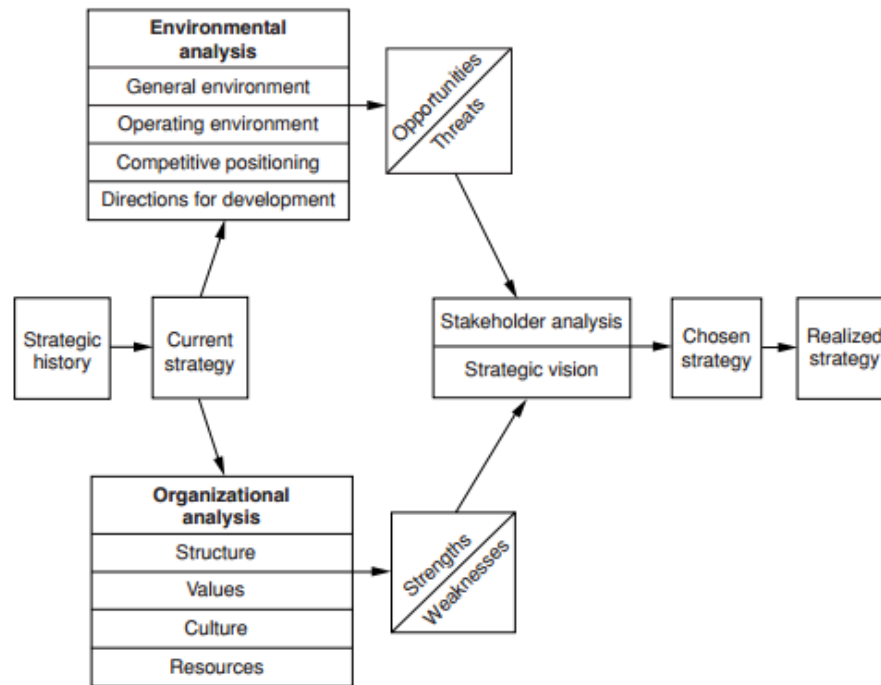 Environmental
analysis
General environment
Operating environment
Competitive positioning
Directions for development
Opportunities
Threats
Strategic
history
Current
strategy
Stakeholder analysis
Strategic vision
Chosen
strategy
Realized
strategy
Organizational
analysis
Structure
Values
Culture
Resources
Strengths
Weaknesses